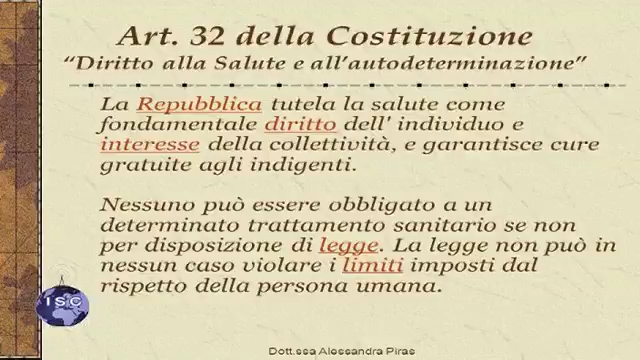 Art. 32 della Costituzione
“Diritto alla Salute e all’autodeterminazione”
La Repubblica tutela la salute come
fondamentale diritto dell' individuo e
interesse della collettività, e garantisce cure
gratuite agli indigenti.
Nessuno può essere obbligato a un
determinato trattamento sanitario se non
per disposizione di legge. La legge non può in
nessun caso violare i limiti imposti dal
rispetto della persona umana.
ISC
Dott.ssa Alessandra Piras